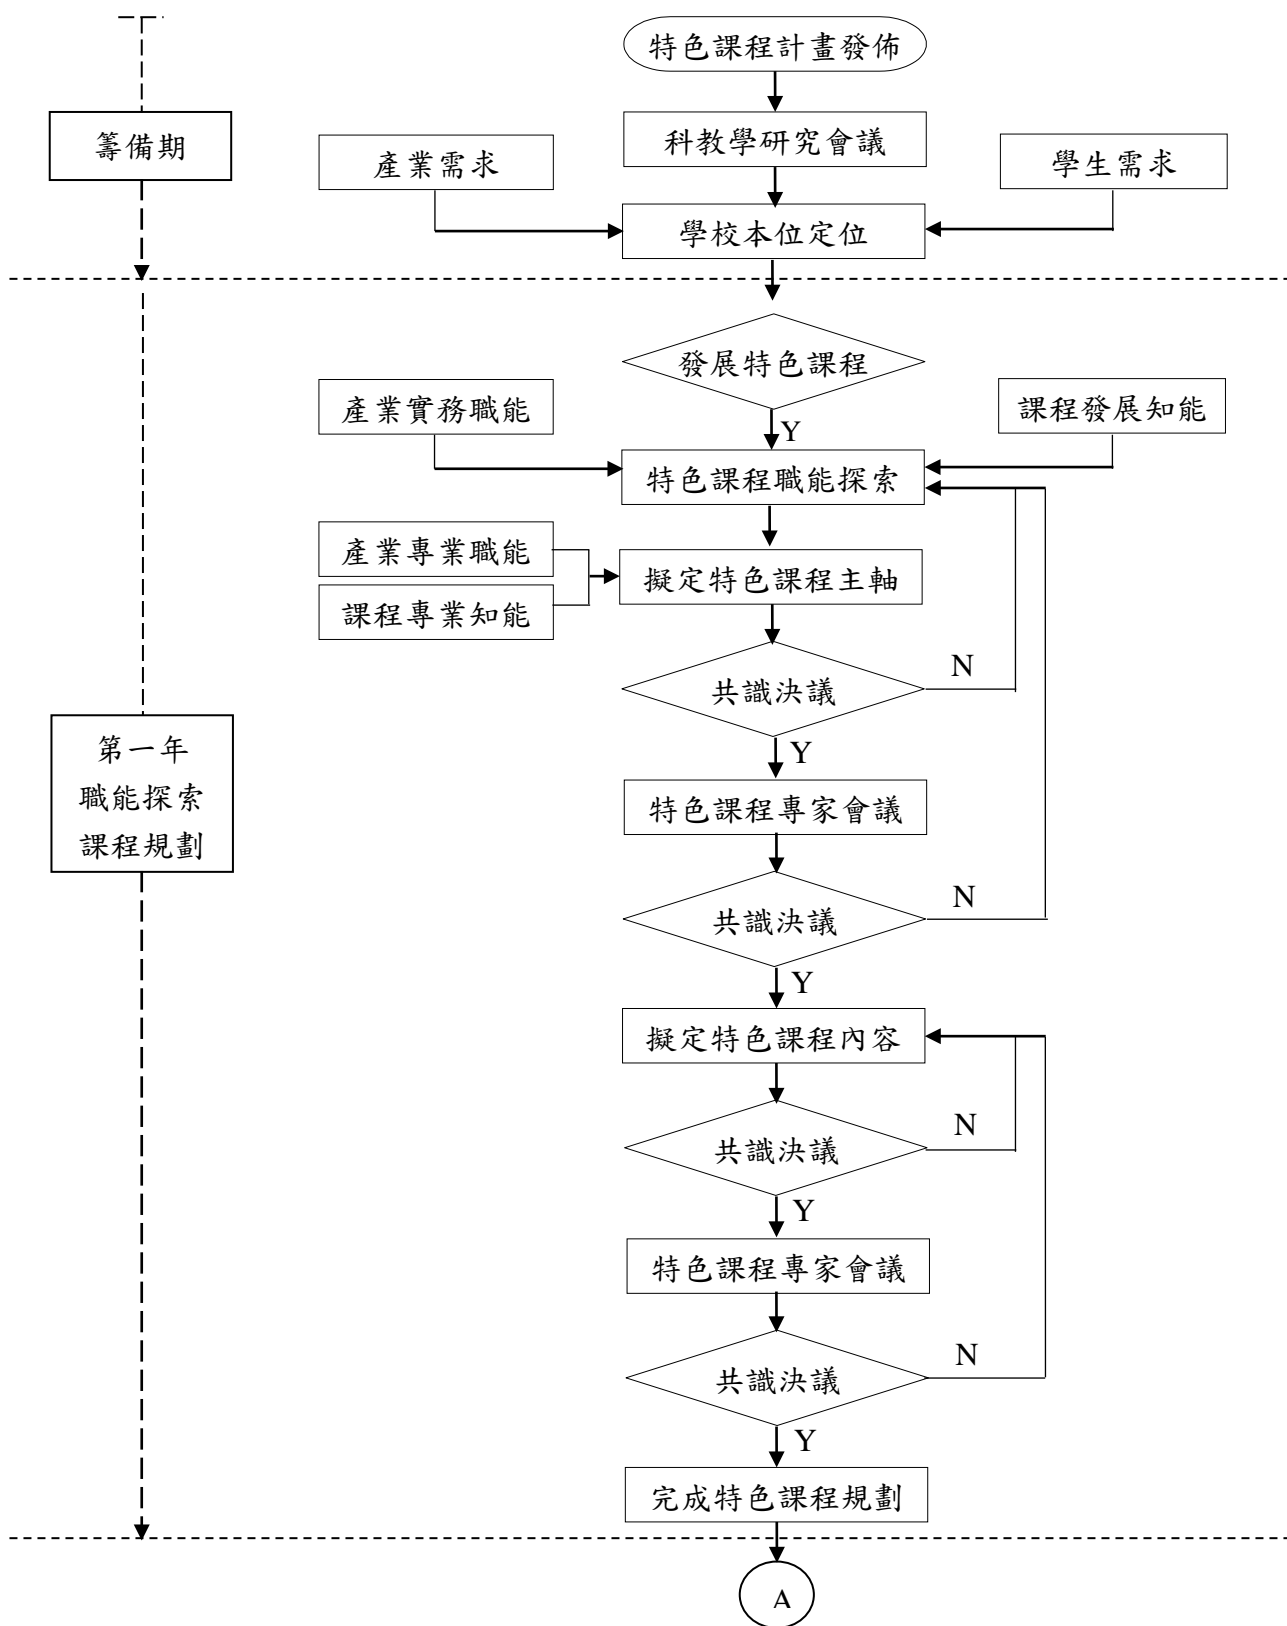 特色課程計畫發佈
籌備期
科教學研究會議
產業需求
學生需求
學校本位定位
發展特色課程
產業實務職能
課程發展知能
Y
特色課程職能探索
產業專業職能
擬定特色課程主軸
課程專業知能
N
共識決議
第一年
職能探索
課程規劃
Y
特色課程專家會議
N
共識決議
Y
擬定特色課程內容
N
共識決議
Y
特色課程專家會議
N
共識決議
Y
完成特色課程規劃
A